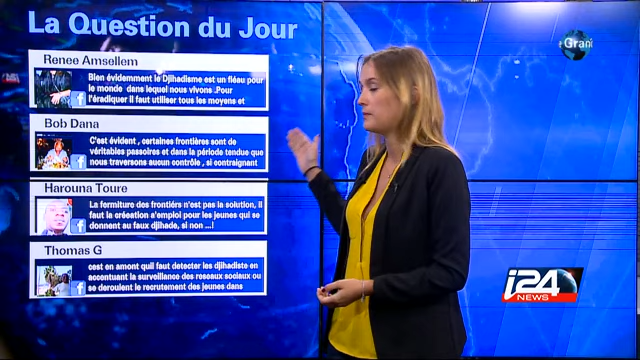 La Question du Jour
Grani
Renee Amsellem
Bien évidemment le Djihadisme est un fléau pour
le monde dans lequel nous vivons .Pour
l'éradiquer il faut utiliser tous les moyens et
Bob Dana
C'est évident , certaines frontières sont de
véritables passoires et dans la période tendue que
nous traversons aucun contrôle , si contraignant
Harouna Toure
La fermiture des frontiérs n'est pas la solution, il
faut la créeation a'emploi pour les jeunes qui se
donnent au faux djihade, si non ...!
Thomas G
cest en amont quill faut detecter les djihadiste en
accentuant la surveillance des reseaux sociaux ou
se deroulent le recrutement des jeunes dans
i24
NEWS